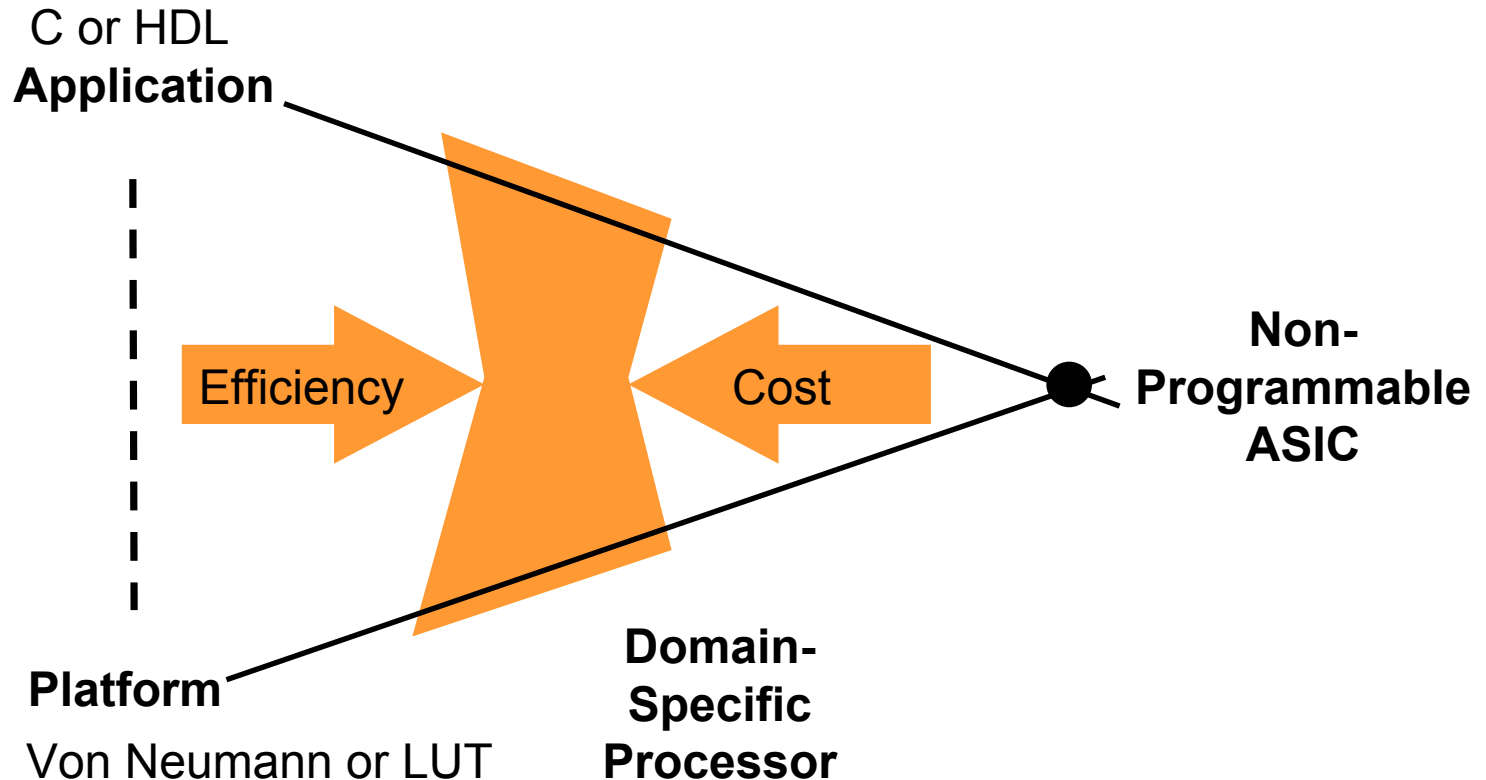 C or HDL
Application
Efficiency
Cost
Non-
Programmable
ASIC
Platform
Von Neumann or LUT
Domain-
Specific
Processor